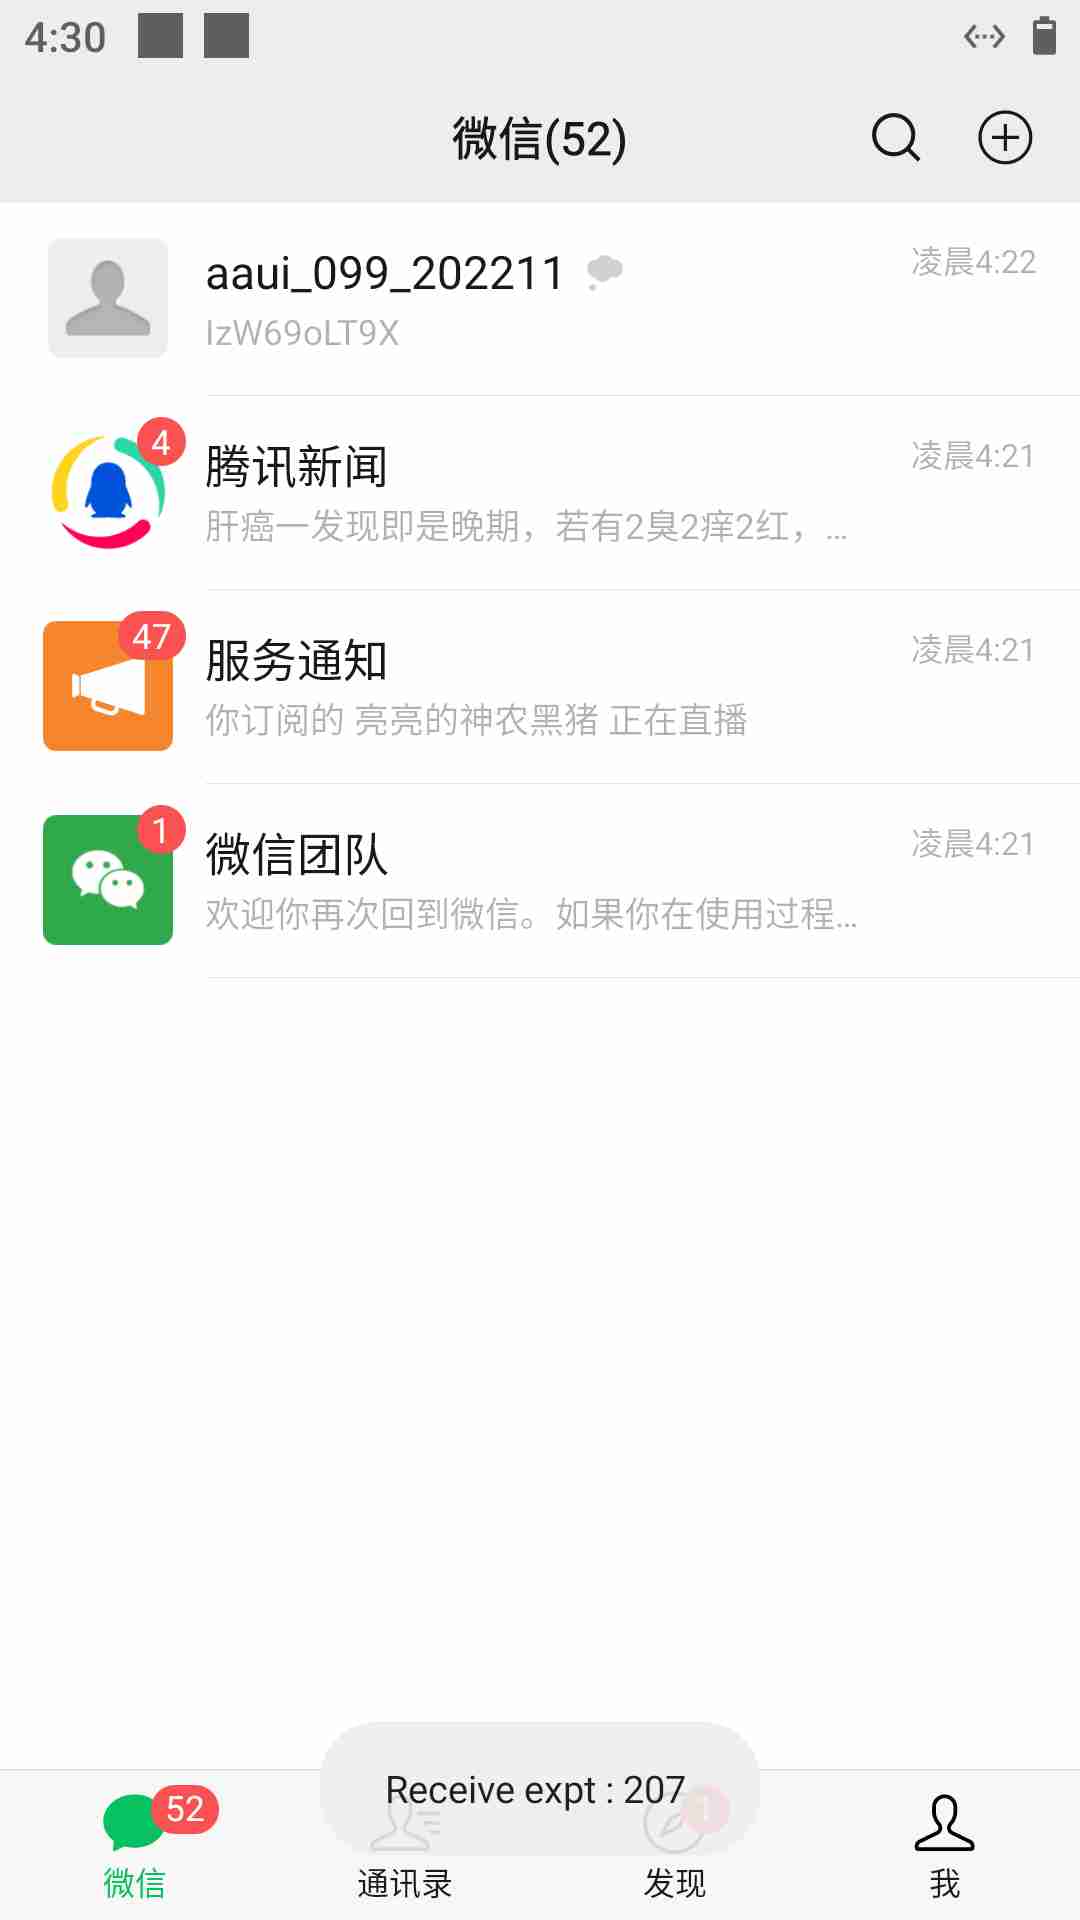 4:30
微信(52)
aaui_099_202211
凌晨4:22
IzW69oLT9X
4
腾讯新闻
凌晨4:21
肝癌一发现即是晚期，若有2臭2痒2红，...
47
服务通知
凌晨4:21
你订阅的 亮亮的神农黑猪 正在直播
1
微信团队
凌晨4:21
欢迎你再次回到微信。如果你在使用过程...
Receive expt : 207
52
1
微信
通讯录
发现
我